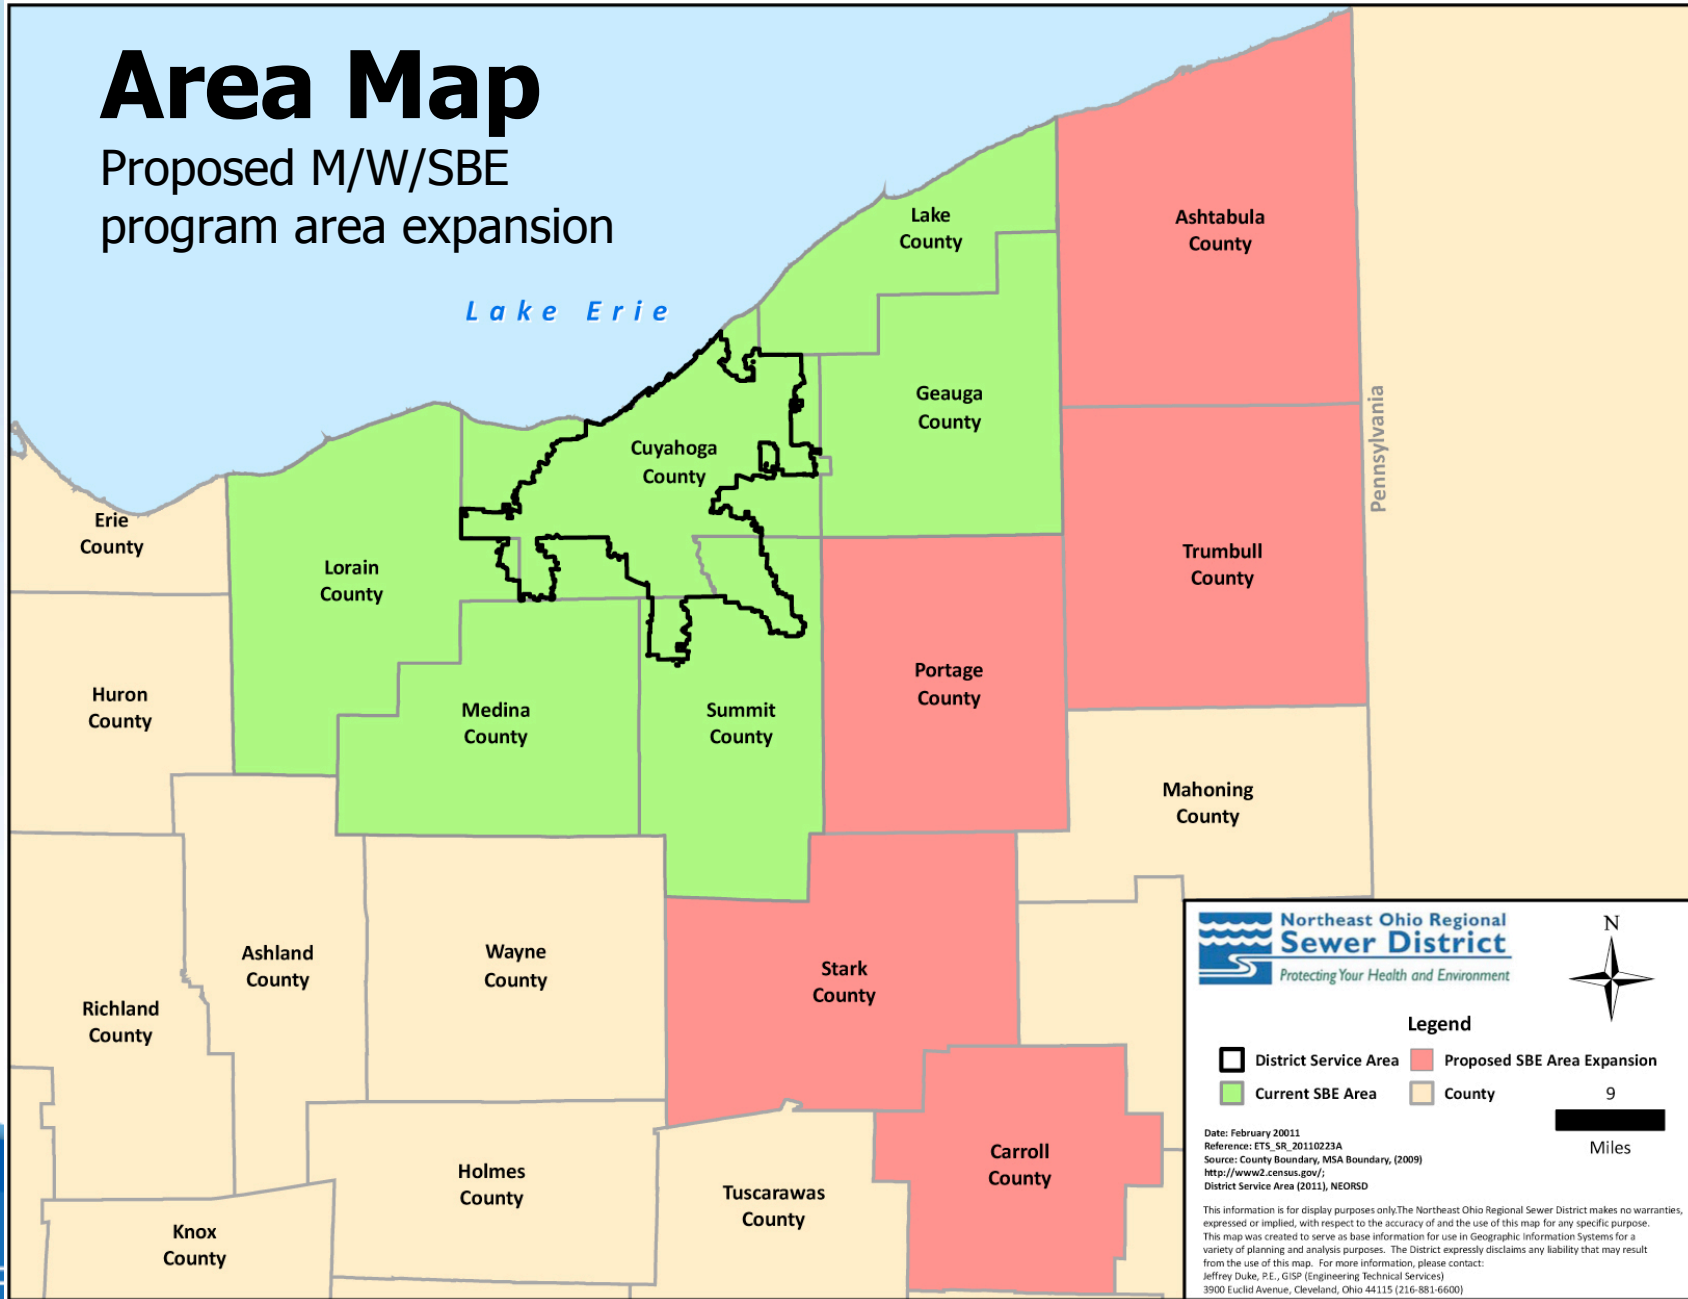 Area Map
Proposed M/W/SBE
program area expansion
Lake Erie
Lake
County
Ashtabula
County
Geauga
County
Cuyahoga
County
Pennsylvania
Erie
County
Lorain
County
Trumbull
County
Huron
County
Medina
County
Summit
County
Portage
County
Mahoning
County
Ashland
County
Wayne
County
Stark
County
Richland
County
Carroll
County
Holmes
County
Tuscarawas
County
Knox
County
Northeast Ohio Regional
Sewer District
Protecting Your Health and Environment
N
Legend
District Service Area
Proposed SBE Area Expansion
Current SBE Area
County
9
Miles
Date: February 20011
Reference: ETS_SR_20110223A
Source: County Boundary, MSA Boundary, (2009)
http://www2.census.gov/;
District Service Area (2011), NEORSD
This information is for display purposes only.The Northeast Ohio Regional Sewer District makes no warranties,
expressed or implied, with respect to the accuracy of and the use of this map for any specific purpose.
This map was created to serve as base information for use in Geographic Information Systems for a
variety of planning and analysis purposes. The District expressly disclaims any liability that may result
from the use of this map. For more information, please contact:
Jeffrey Duke, P.E., GISP (Engineering Technical Services)
3900 Euclid Avenue, Cleveland, Ohio 44115 (216-881-6600)